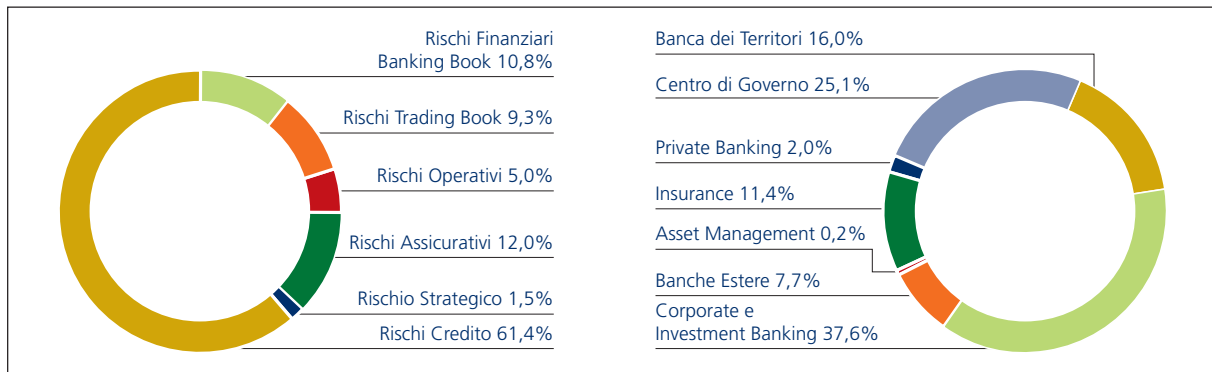 Rischi Finanziari
Banking Book 10,8%
Rischi Trading Book 9,3%
Rischi Operativi 5,0%
Rischi Assicurativi 12,0%
Rischio Strategico 1,5%
Rischi Credito 61,4%
Banca dei Territori 16,0%
Centro di Governo 25,1%
Private Banking 2,0%
Insurance 11,4%
Asset Management 0,2%
Banche Estere 7,7%
Corporate e
Investment Banking 37,6%